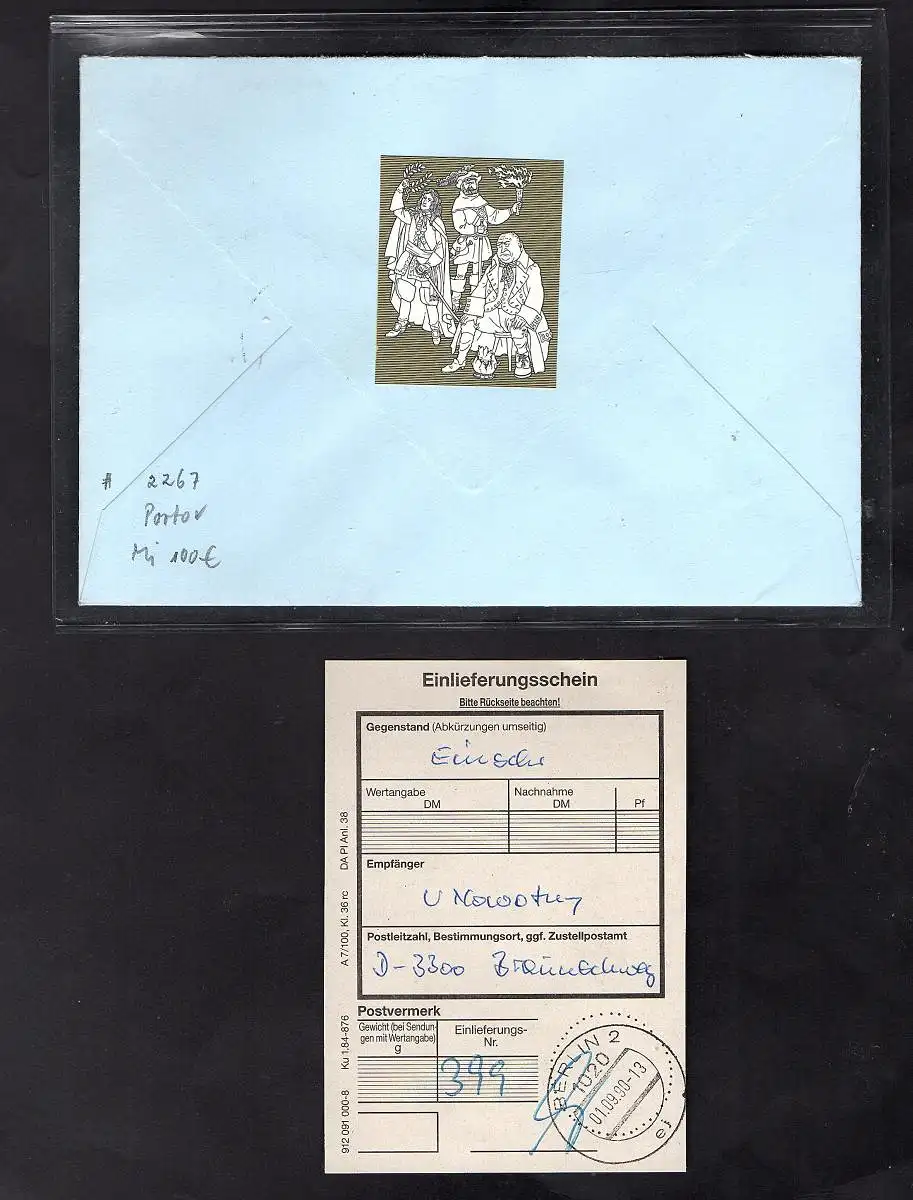 # 2267
Porto
Mi 100€
Einlieferungsschein
Bitte Rückseite beachten!
Gegenstand (Abkürzungen umseitig)
Einschr
Wertangabe
DM
Nachnahme
DM
Pf
Empfänger
U Nowotny
Postleitzahl, Bestimmungsort, ggf. Zustellpostamt
D-3300 Braunschweig
Postvermerk
Gewicht (bei Sendun-
gen mit Wertangabe)
g
Einlieferungs-
Nr.
399
BERLIN 2
1020
01.09.90-13
ej
912 091 000-8 Ku 1,84-876 A 7/100, Kl. 36 rc DA PI Anl. 38